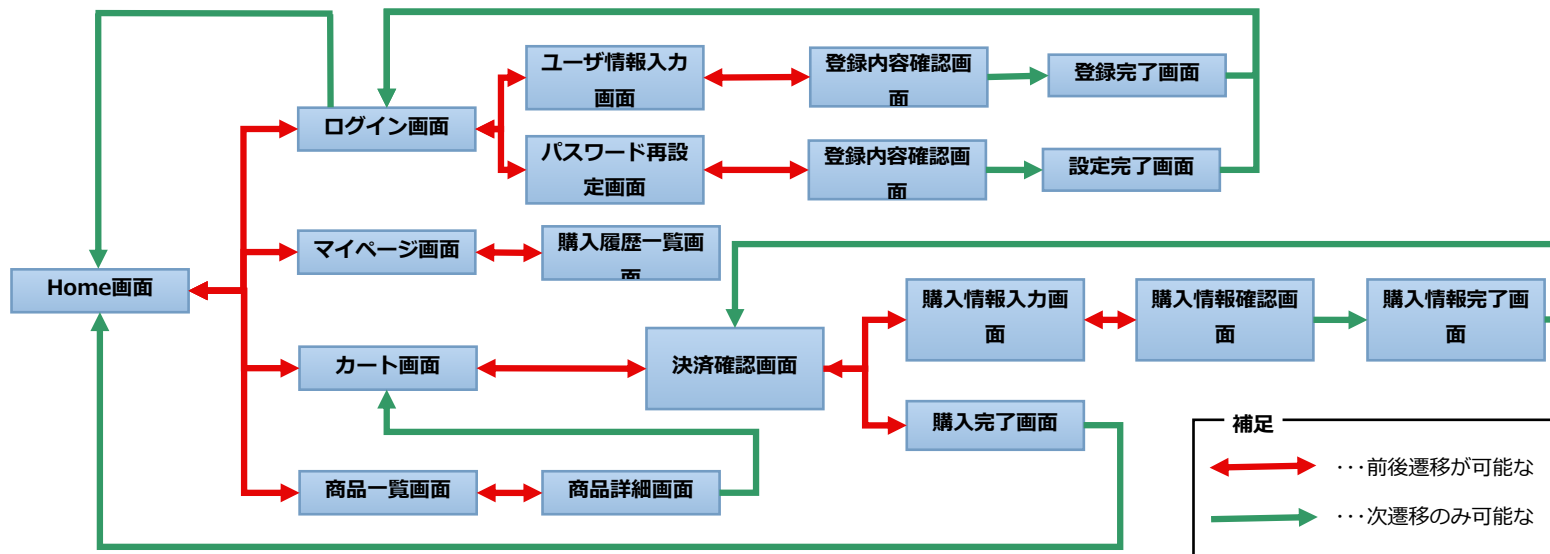 ユーザ情報入力
画面
登録内容確認画
面
登録完了画面
ログイン画面
パスワード再設
定画面
登録内容確認画
面
設定完了画面
マイページ画面
購入履歴一覧画
面
Home画面
購入情報入力画
面
購入情報確認画
面
購入情報完了画
面
カート画面
決済確認画面
購入完了画面
商品一覧画面
商品詳細画面
補足
･･･前後遷移が可能な
･･･次遷移のみ可能な